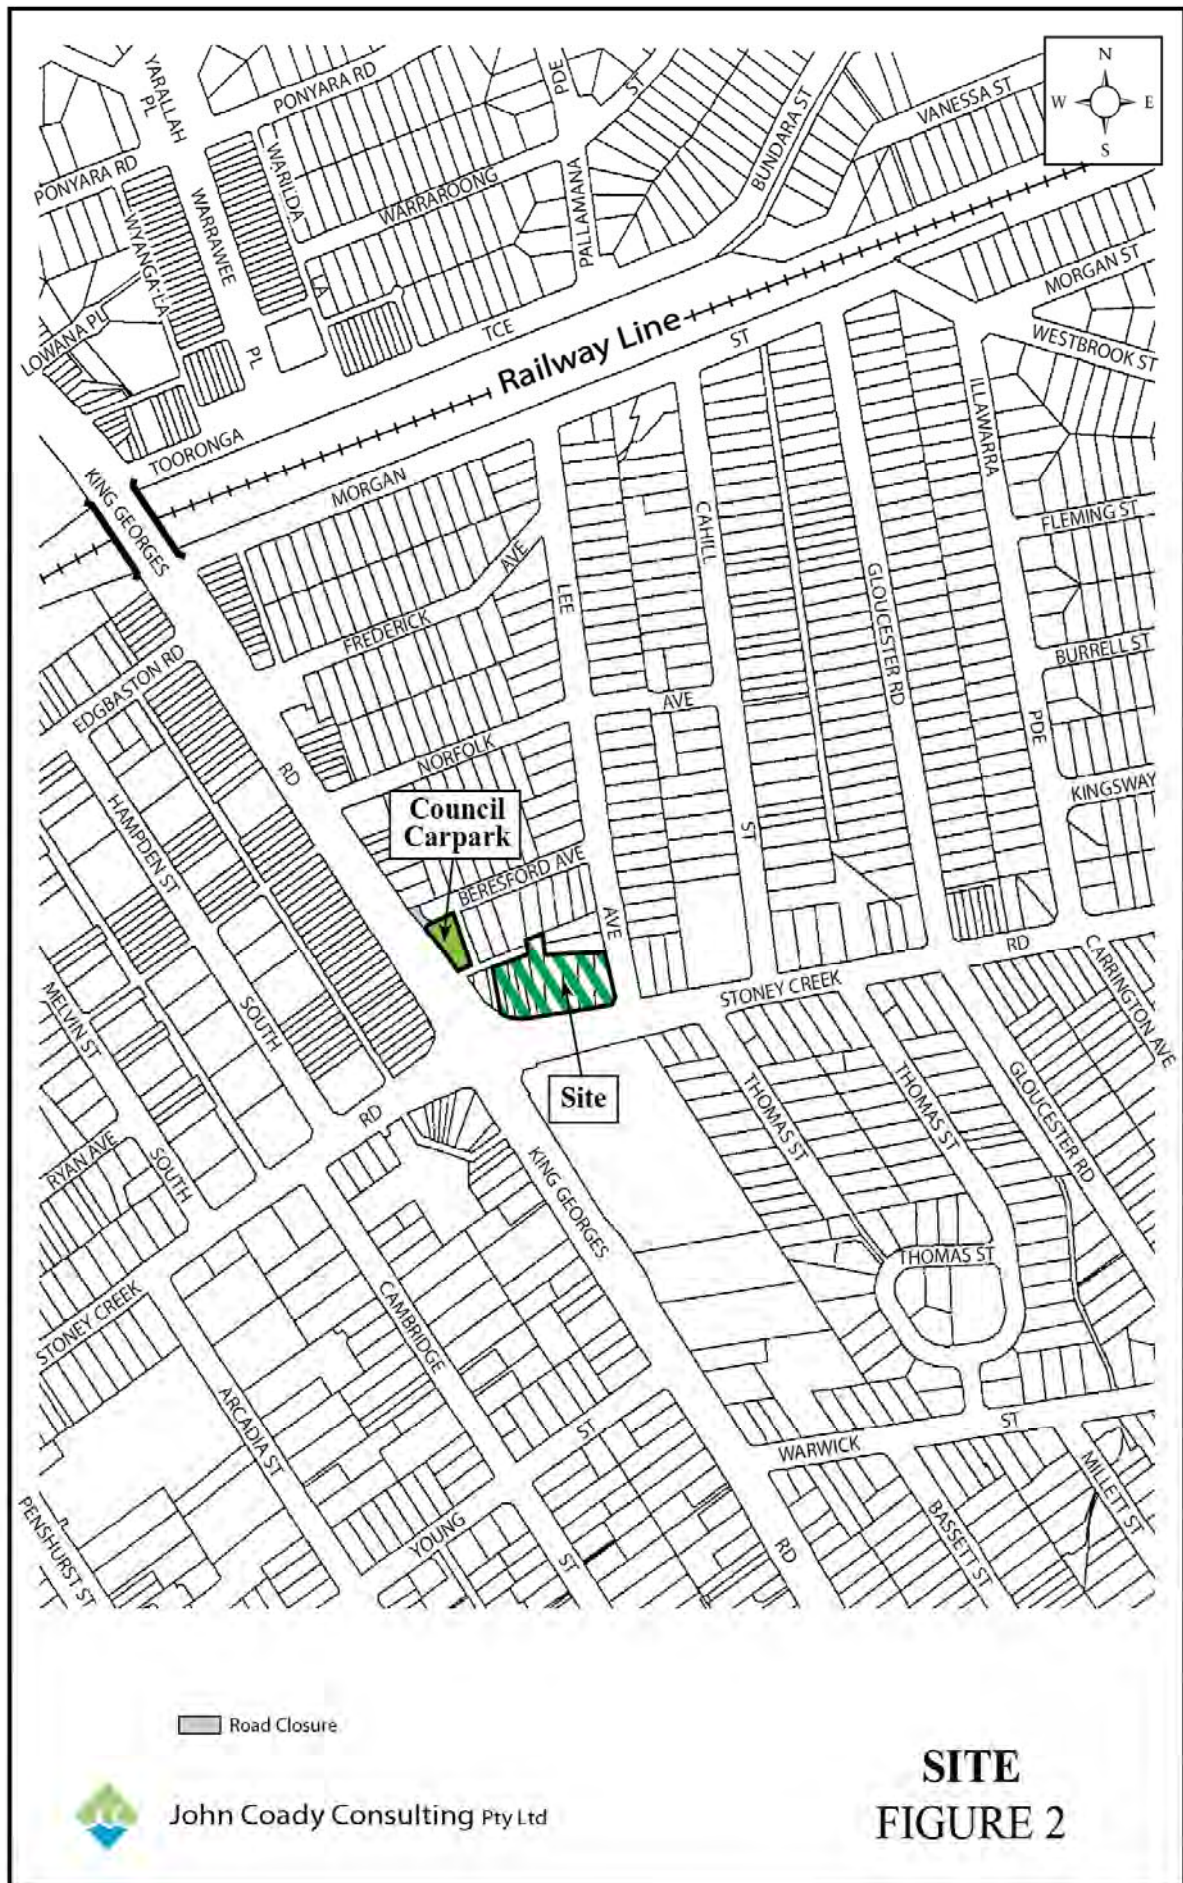 N
W E
S
YARALLAH
PL
PONYARA RD
PDE
ST
BUNDARA ST
VANESSA ST
PONYARA RD
WARILDA
LA
WARRAROONG
PALLAMANA
WYANGA LA
WARRAWEE
PL
LOWANA PL
TCE
TOORONGA
Railway Line
ST
MORGAN ST
WESTBROOK ST
KING GEORGES
MORGAN
ILLAWARRA
FLEMING ST
AVE
FREDERICK
LEE
CAHILL
GLOUCESTER RD
BURRELL ST
EDGBASTON RD
AVE
NORFOLK
PDE
RD
KINGSWAY
HAMPDEN ST
Council
Carpark
ST
BERESFORD AVE
AVE
RD
CARRINGTON AVE
STONEY CREEK
MELVIN ST
SOUTH
Site
RD
THOMAS ST
THOMAS ST
GLOUCESTER RD
RYAN AVE
SOUTH
KING GEORGES
THOMAS ST
STONEY CREEK
CAMBRIDGE
ARCADIA ST
ST
ST
WARWICK
MILLETT ST
PENSHURST ST
YOUNG
ST
RD
BASSETT ST
Road Closure
SITE
FIGURE 2
John Coady Consulting Pty Ltd